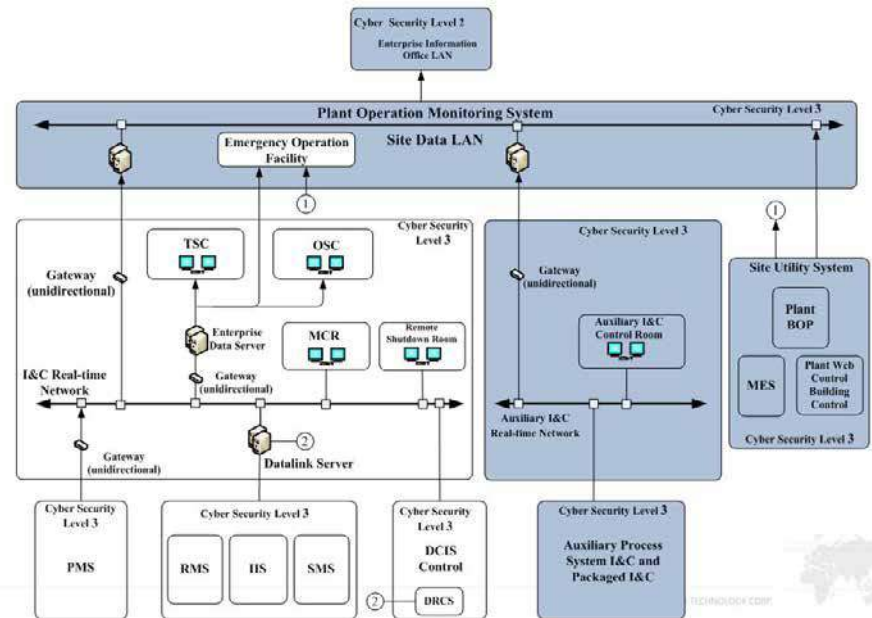 Cyber Security Level 2
Enterprise Information
Office LAN
Plant Operation Monitoring System
Cyber Security Level 3
Site Data LAN
Emergency Operation
Facility
1
Cyber Security
Level 3
TSC
OSC
Gateway
(unidirectional)
Enterprise
Data Server
MCR
Remote
Shutdown Room
Gateway
(unidirectional)
I&C Real-time
Network
2
Datalink Server
Gateway
(unidirectional)
Cyber Security Level 3
Gateway
(unidirectional)
Auxiliary I&C
Control Room
Auxiliary I&C
Real-time Network
1
Site Utility System
Plant
BOP
MES
Plant Web
Control
Building
Control
Cyber Security Level 3
Cyber Security
Level 3
PMS
Cyber Security Level 3
RMS
IIS
SMS
Cyber Security
Level 3
DCIS
Control
2
DRCS
Cyber Security Level 3
Auxiliary Process
System I&C and
Packaged I&C
TECHNOLOGY CORP.